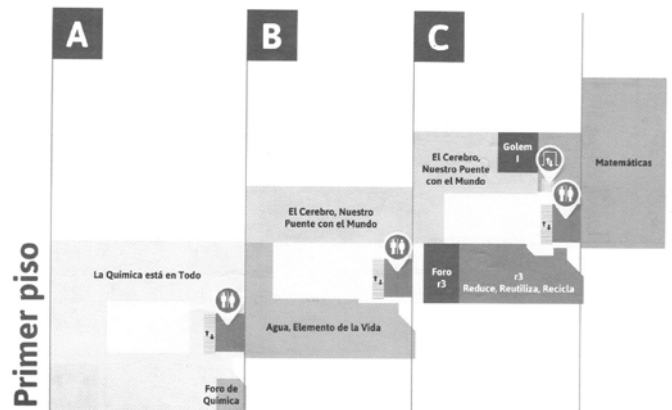 A
B
C
Golem
I
El Cerebro,
Nuestro Puente
con el Mundo
Matemáticas
El Cerebro, Nuestro
Puente con el Mundo
La Química está en Todo
Foro
r3
r3
Reduce, Reutiliza, Recicla
Agua, Elemento de la Vida
Foro de
Química
Primer piso